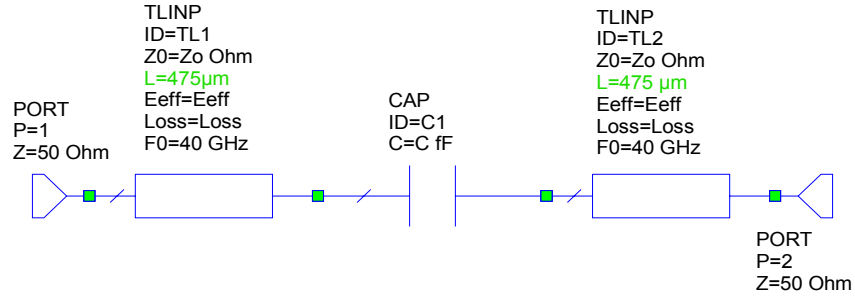 TLINP
ID=TL1
Z0=Zo Ohm
L=475µm
Eeff=Eeff
Loss=Loss
F0=40 GHz
TLINP
ID=TL2
Z0=Zo Ohm
L=475 µm
Eeff=Eeff
Loss=Loss
F0=40 GHz
PORT
P=1
Z=50 Ohm
CAP
ID=C1
C=C fF
PORT
P=2
Z=50 Ohm